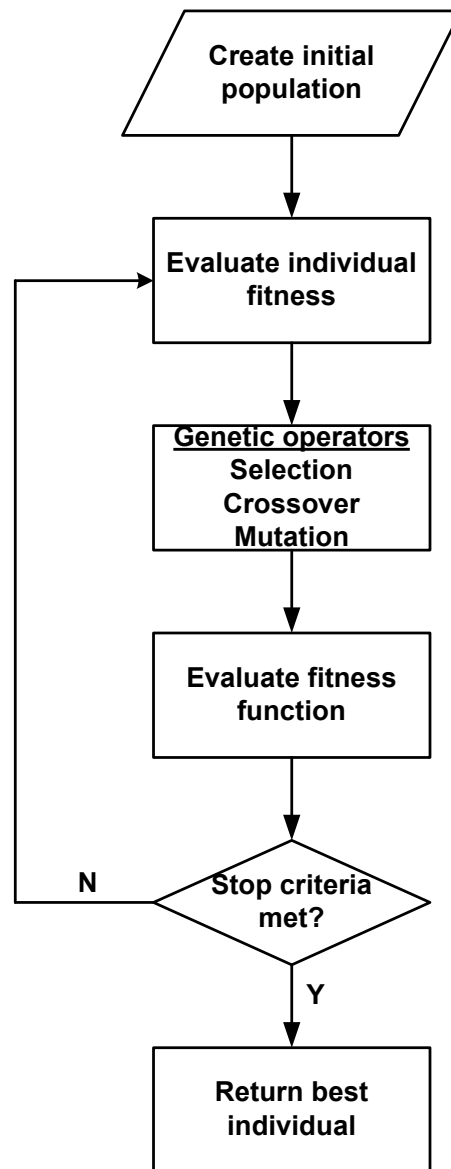 Create initial
population
Evaluate individual
fitness
Genetic operators
Selection
Crossover
Mutation
Evaluate fitness
function
Stop criteria
met?
N
Y
Return best
individual